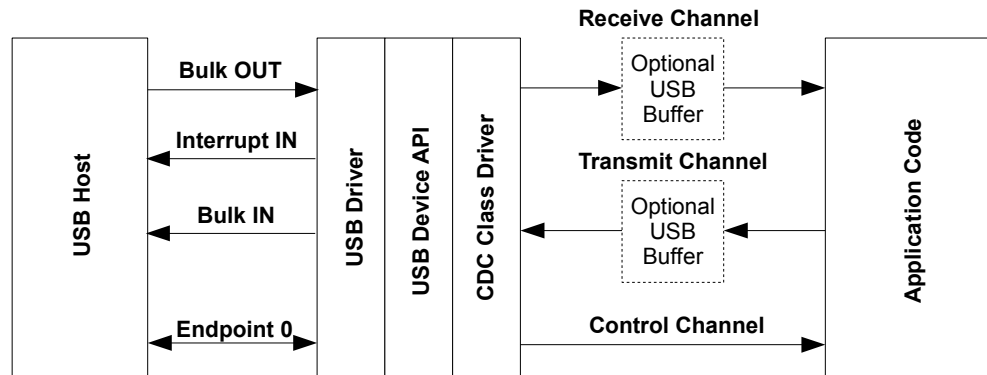 Receive Channel
Bulk OUT
Optional
USB
Buffer
Interrupt IN
Transmit Channel
Bulk IN
Optional
USB
Buffer
Endpoint 0
Control Channel
USB Host
USB Driver
USB Device API
CDC Class Driver
Application Code